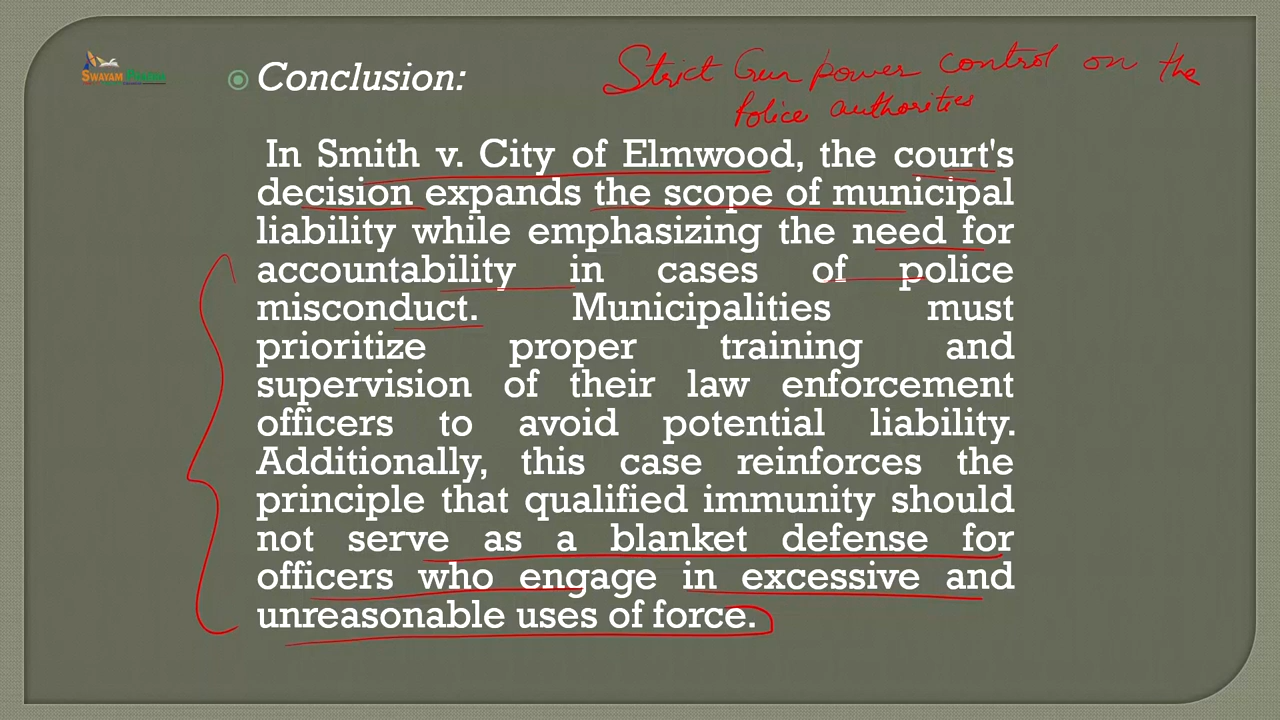 SWAYAM PRABHA
Conclusion:
Strict Gun power control on the
Police authorities
In Smith v. City of Elmwood, the court's
decision expands the scope of municipal
liability while emphasizing the need for
accountability in cases of police
misconduct. Municipalities must
prioritize proper training and
supervision of their law enforcement
officers to avoid potential liability.
Additionally, this case reinforces the
principle that qualified immunity should
not serve as a blanket defense for
officers who engage in excessive and
unreasonable uses of force.